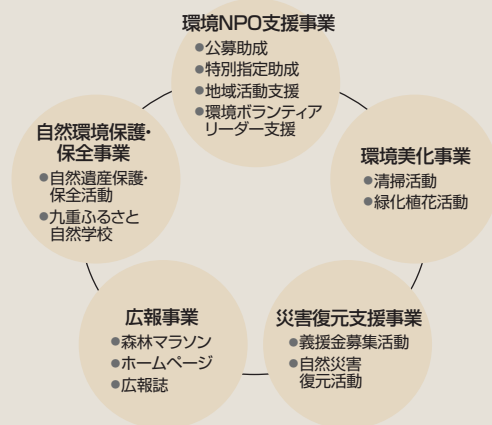 環境NPO支援事業
●公募助成
●特別指定助成
●地域活動支援
●環境ボランティア
リーダー支援
自然環境保護・
保全事業
●自然遺産保護・
保全活動
●九重ふるさと
自然学校
環境美化事業
●清掃活動
●緑化植花活動
広報事業
●森林マラソン
●ホームページ
●広報誌
災害復元支援事業
●義援金募集活動
●自然災害
復元活動